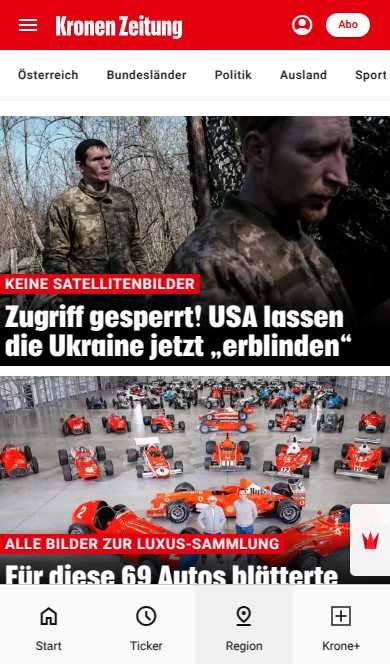 Kronen Zeitung
Abo
Österreich Bundesländer Politik Ausland Sport
KEINE SATELLITENBILDER
Zugriff gesperrt! USA lassen
die Ukraine jetzt „erblinden“
ALLE BILDER ZUR LUXUS-SAMMLUNG
Für diese 69 Autos blätterte
Start Ticker Region Krone+